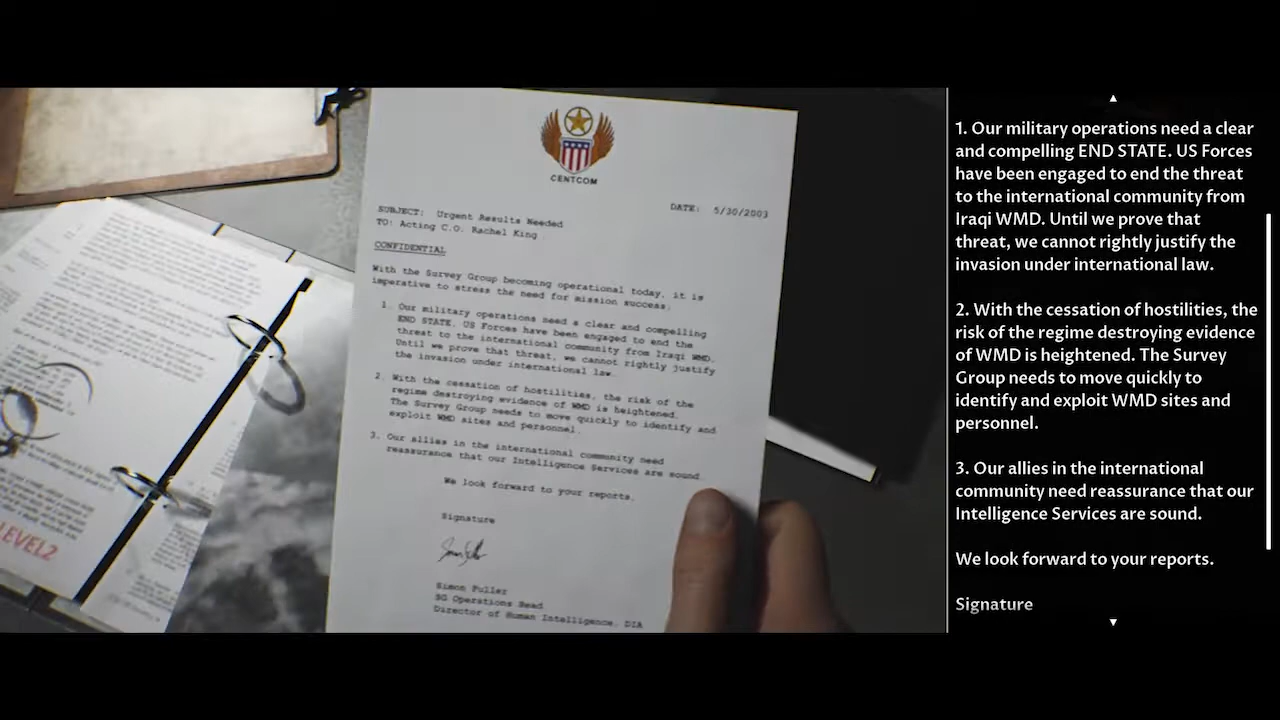 CENTCOM
SUBJECT: Urgent Results Needed
DATE: 5/30/2003
TO: Acting C.O. Rachel King
CONFIDENTIAL
With the Survey Group becoming operational today, it is
imperative to stress the need for mission success:
1. Our military operations need a clear and compelling
END STATE. US Forces have been engaged to end the
threat to the international community from Iraqi WMD.
Until we prove that threat, we cannot rightly justify
the invasion under international law.
2. With the cessation of hostilities, the risk of the
regime destroying evidence of WMD is heightened.
The Survey Group needs to move quickly to identify and
exploit WMD sites and personnel.
3. Our allies in the international community need
reassurance that our Intelligence Services are sound.
We look forward to your reports.
Signature
Simon Fuller
SG Operations Head
Director of Human Intelligence, DIA
LEVEL2
1. Our military operations need a clear
and compelling END STATE. US Forces
have been engaged to end the threat
to the international community from
Iraqi WMD. Until we prove that
threat, we cannot rightly justify the
invasion under international law.
2. With the cessation of hostilities, the
risk of the regime destroying evidence
of WMD is heightened. The Survey
Group needs to move quickly to
identify and exploit WMD sites and
personnel.
3. Our allies in the international
community need reassurance that our
Intelligence Services are sound.
We look forward to your reports.
Signature